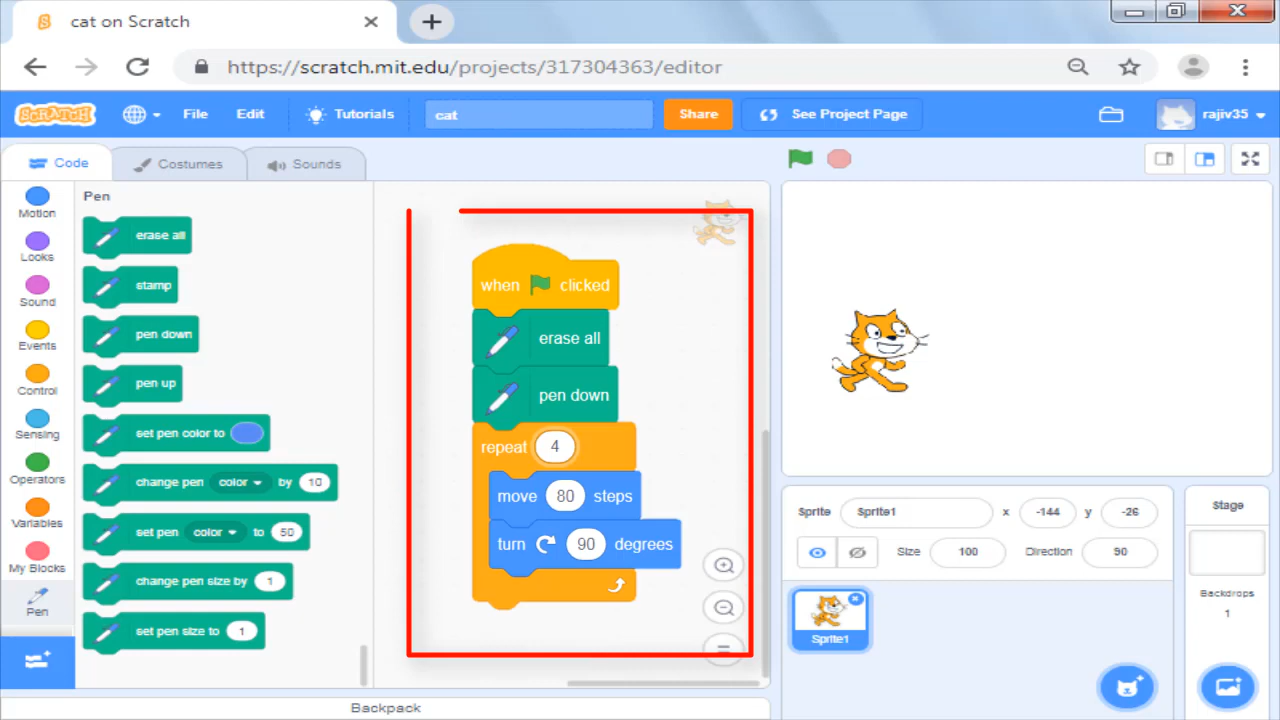 cat on Scratch
https://scratch.mit.edu/projects/317304363/editor
SCRATCH File Edit Tutorials cat Share See Project Page rajiv35
Code Costumes Sounds
Motion
Looks
Sound
Events
Control
Sensing
Operators
Variables
My Blocks
Pen
Pen
erase all
stamp
pen down
pen up
set pen color to
change pen color by 10
set pen color to 50
change pen size by 1
set pen size to 1
when clicked
erase all
pen down
repeat 4
move 80 steps
turn 90 degrees
Backpack
Sprite Sprite1 x -144 y -26
Size 100 Direction 90
Sprite1
Stage
Backdrops
1